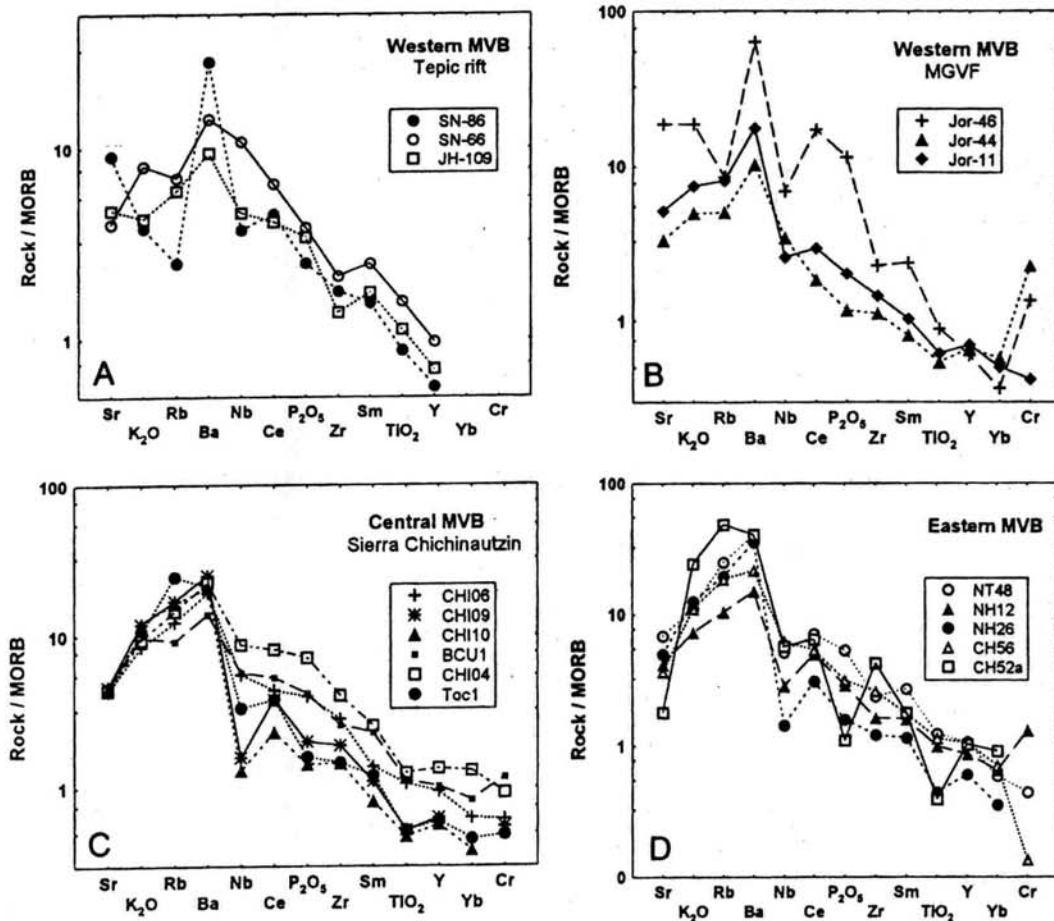 Western MVB
Tepic rift
SN-86
SN-66
JH-109
10
1
Rock / MORB
A
Sr
Rb
Nb
P₂O₅
Sm
Y
Cr
K₂O
Ba
Ce
Zr
TiO₂
Yb
100
Western MVB
MGVF
Jor-46
Jor-44
Jor-11
10
1
Rock / MORB
B
Sr
Rb
Nb
P₂O₅
Sm
Y
Cr
K₂O
Ba
Ce
Zr
TiO₂
Yb
100
Central MVB
Sierra Chichinautzin
CHI06
CHI09
CHI10
BCU1
CHI04
Toc1
10
1
Rock / MORB
C
Sr
Rb
Nb
P₂O₅
Sm
Y
Cr
K₂O
Ba
Ce
Zr
TiO₂
Yb
100
Eastern MVB
NT48
NH12
NH26
CH56
CH52a
10
1
0
Rock / MORB
D
Sr
Rb
Nb
P₂O₅
Sm
Y
Cr
K₂O
Ba
Ce
Zr
TiO₂
Yb